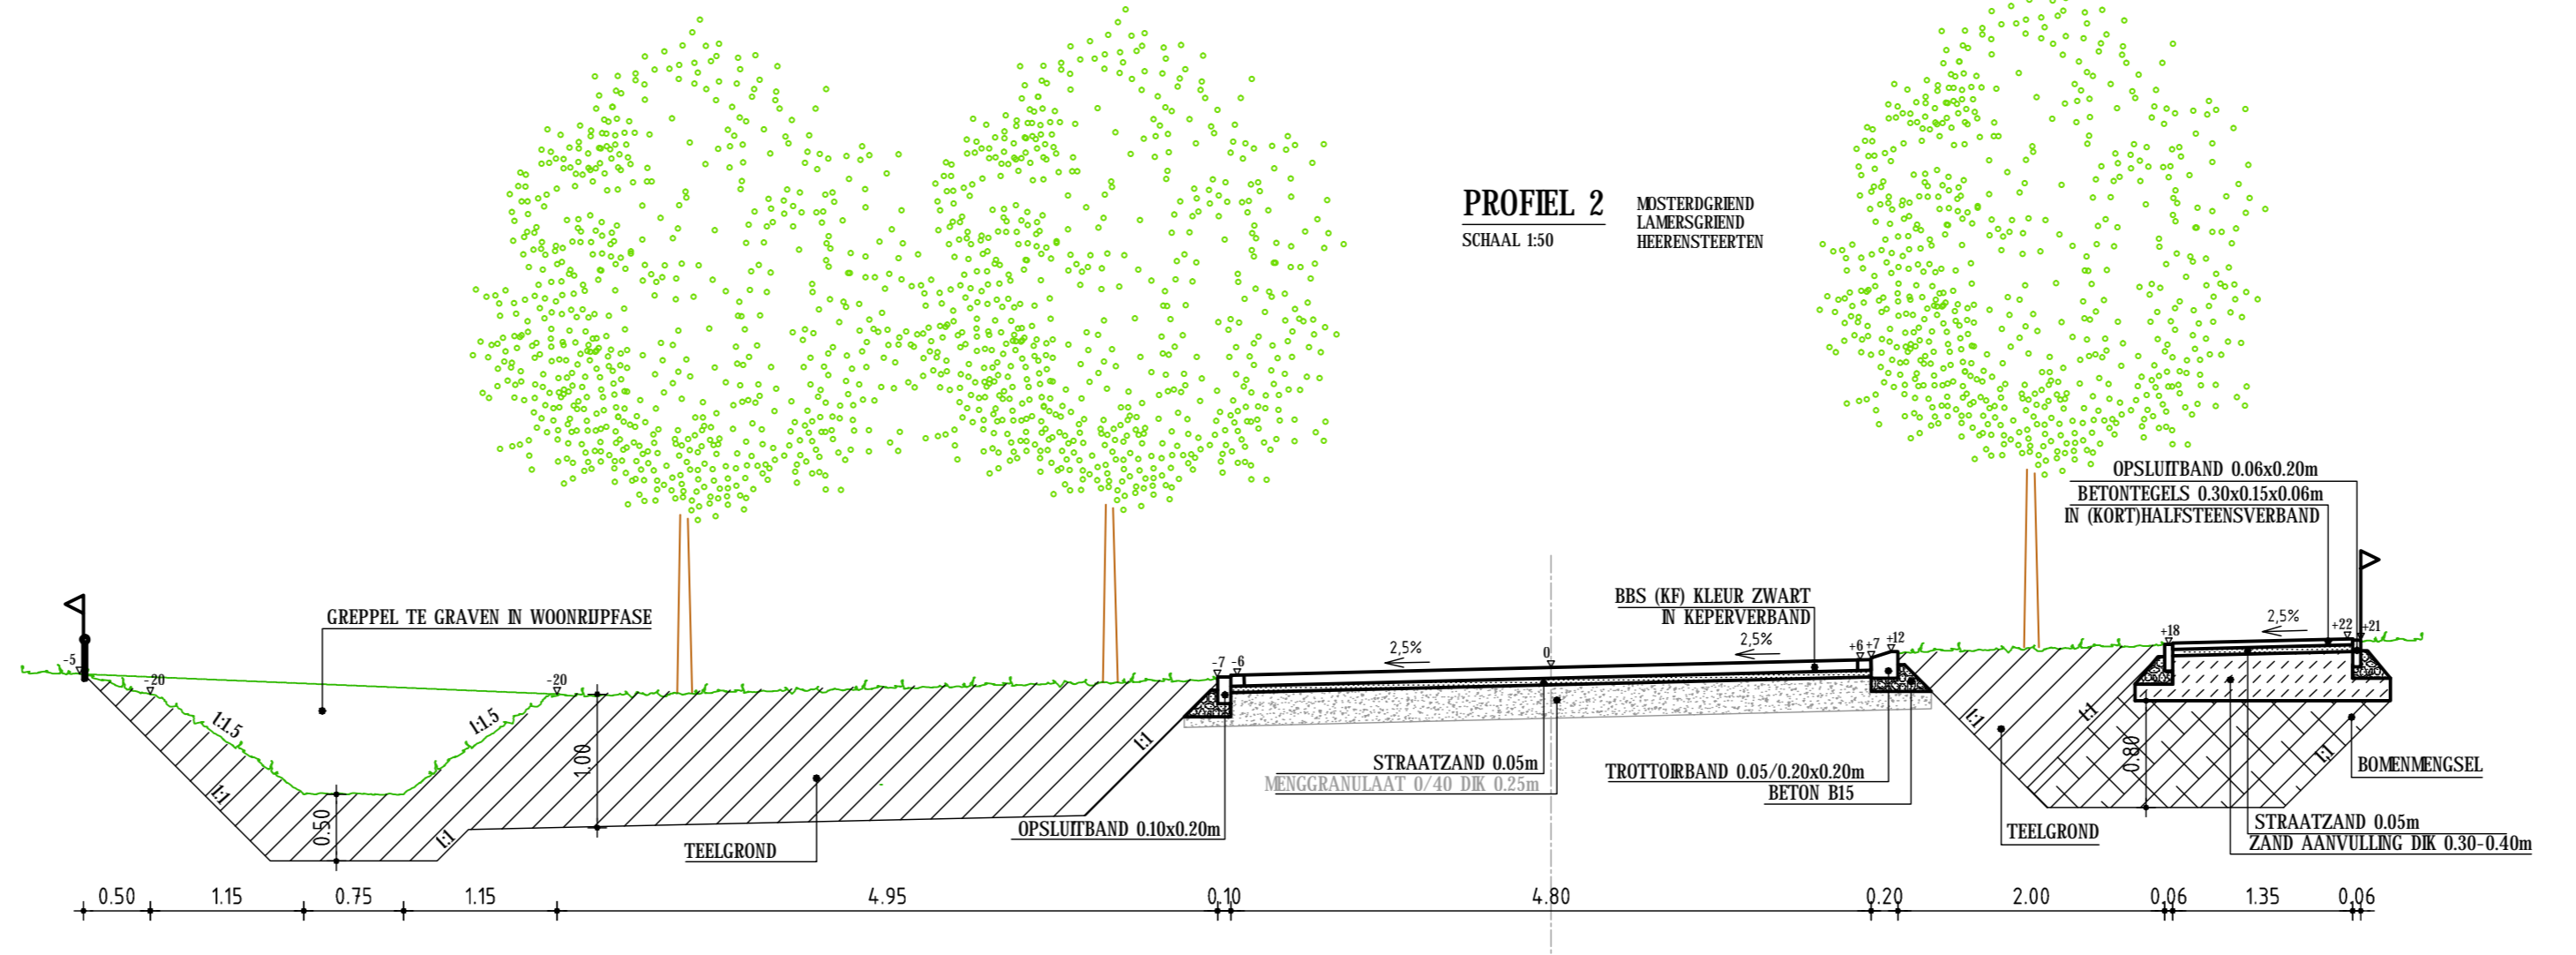 PROFIEL 2
SCHAAL 1:50
MOSTERDGRIEND
LAMERSGRIEND
HEERENSTEERTEN
OPSLUITBAND 0.06x0.20m
BETONTEGELS 0.30x0.15x0.06m
IN (KORT)HALFSTEENSVERBAND
BBS (KF) KLEUR ZWART
IN KEPERVERBAND
GREPPEL TE GRAVEN IN WOONRIJPFASE
-5
-20
-20
-7
-6
2,5%
0
2,5%
+6
+7
+12
+18
2,5%
+22
+21
1:1.5
1:1.5
1:1
1:1
1:1
1:1
1:1
1:1
0.50
1.00
0.80
STRAATZAND 0.05m
MENGGRANULAAT 0/40 DIK 0.25m
TROTTOIRBAND 0.05/0.20x0.20m
BETON B15
BOMENMENGSEL
OPSLUITBAND 0.10x0.20m
TEELGROND
TEELGROND
STRAATZAND 0.05m
ZAND AANVULLING DIK 0.30-0.40m
0.50 1.15 0.75 1.15 4.95 0.10 4.80 0.20 2.00 0.06 1.35 0.06